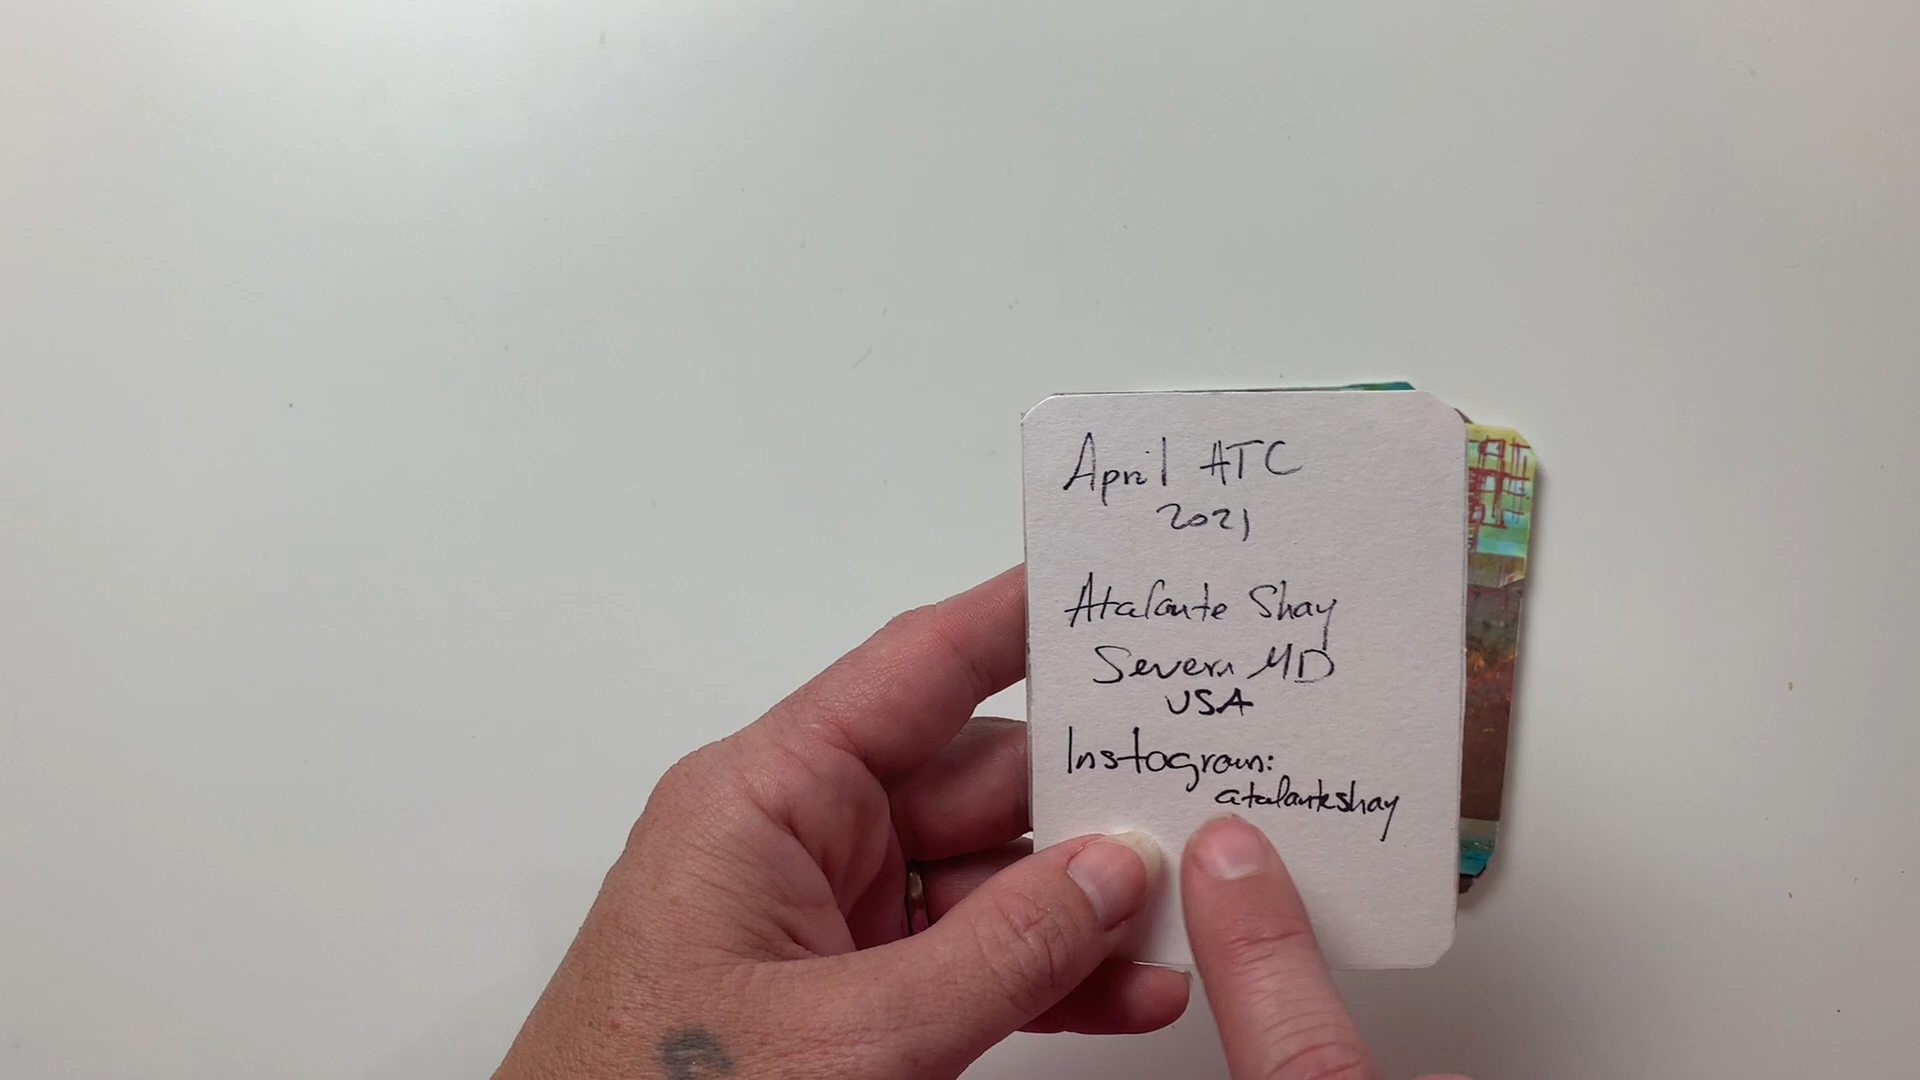 April ATC
2021
Atalante Shay
Severn MD
USA
Instagram:
atalanteshay